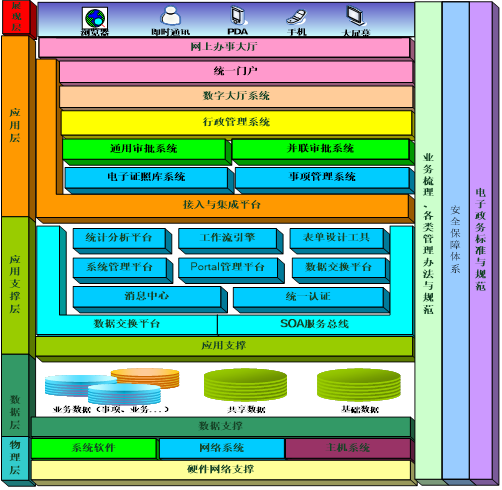 展现层
浏览器 即时通讯 PDA 手机 大屏幕
网上办事大厅
统一门户
数字大厅系统
行政管理系统
通用审批系统 并联审批系统
电子证照库系统 事项管理系统
接入与集成平台
应用层
统计分析平台 工作流引擎 表单设计工具
系统管理平台 Portal管理平台 数据交换平台
消息中心 统一认证
数据交换平台 SOA服务总线
应用支撑
应用支撑层
业务数据（事项、业务...） 共享数据 基础数据
数据支撑
数据层
系统软件 网络系统 主机系统
硬件网络支撑
物理层
业务梳理、各类管理办法与规范
安全保障体系
电子政务标准与规范